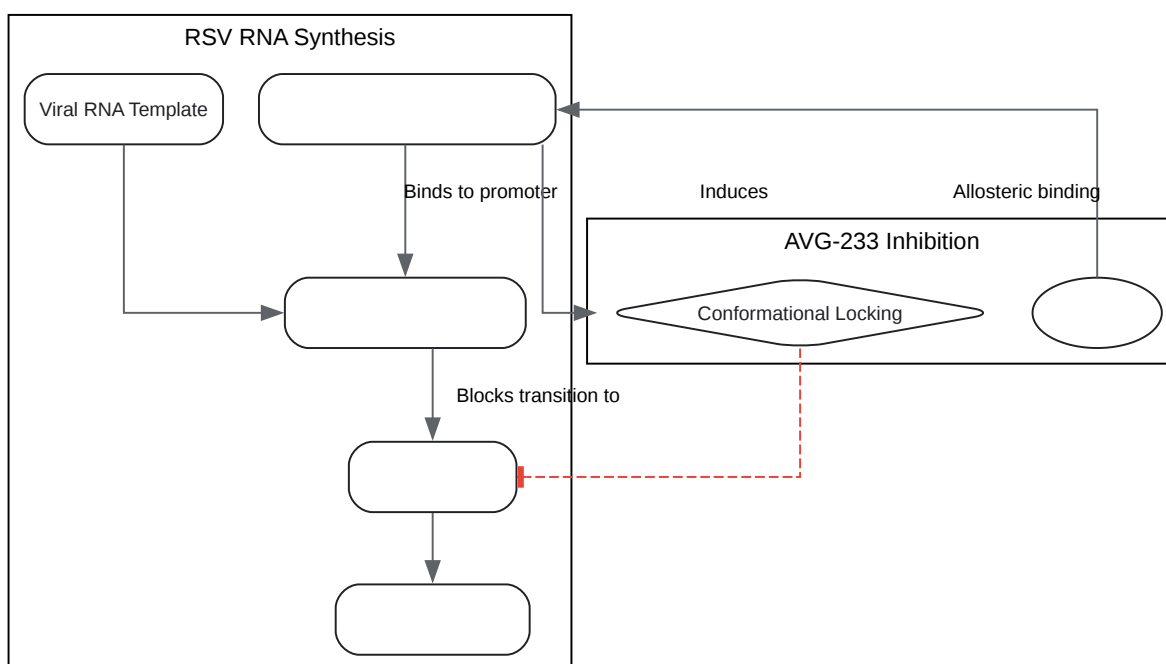 RSV RNA Synthesis
Viral RNA Template
Binds to promoter
Induces
Allosteric binding
AVG-233 Inhibition
Conformational Locking
Blocks transition to